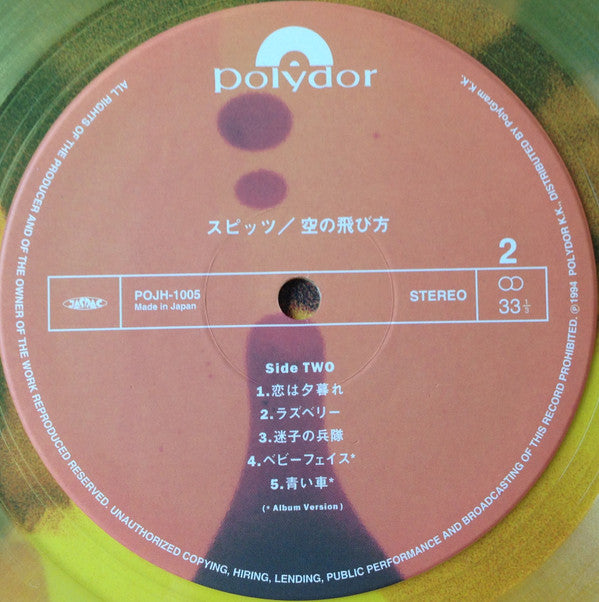 polydor
スピッツ／空の飛び方
2
JASRAC
POJH-1005
Made in Japan
STEREO
33 1/3
Side TWO
1.恋は夕暮れ
2.ラズベリー
3.迷子の兵隊
4.ベビーフェイス*
5.青い車*
(* Album Version)
ALL RIGHTS OF THE PRODUCER AND OF THE OWNER OF THE WORK REPRODUCED RESERVED. UNAUTHORIZED COPYING, HIRING, LENDING, PUBLIC PERFORMANCE AND BROADCASTING OF THIS RECORD PROHIBITED. ℗1994 POLYDOR K.K., DISTRIBUTED BY PolyGram K.K.